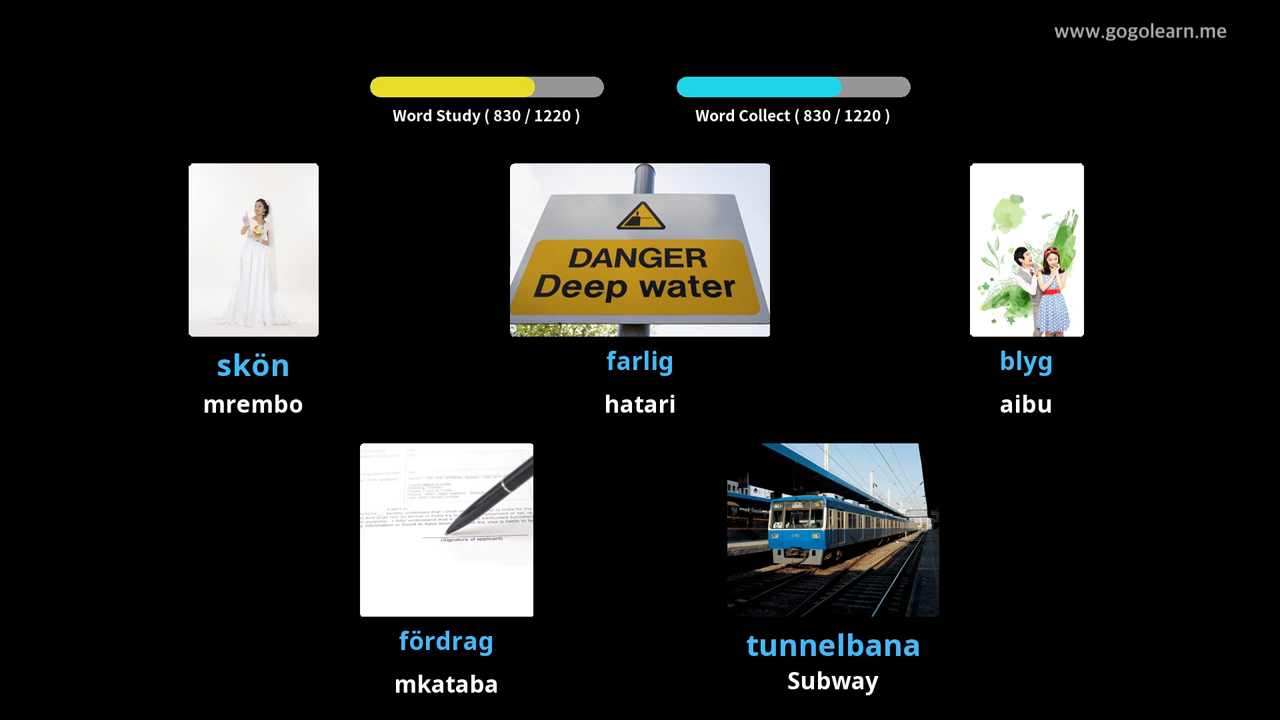 www.gogolearn.me
Word Study ( 830 / 1220 )
Word Collect ( 830 / 1220 )
DANGER
Deep water
skön
farlig
blyg
mrembo
hatari
aibu
(Signature of applicant)
fördrag
tunnelbana
mkataba
Subway